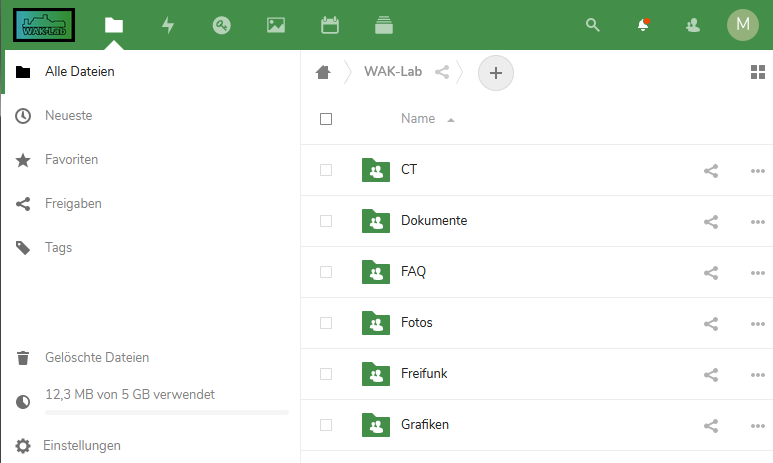 WAK-LaB
M
Alle Dateien
WAK-Lab
Neueste
Name
Favoriten
CT
Freigaben
Dokumente
Tags
FAQ
Fotos
Gelöschte Dateien
Freifunk
12,3 MB von 5 GB verwendet
Grafiken
Einstellungen